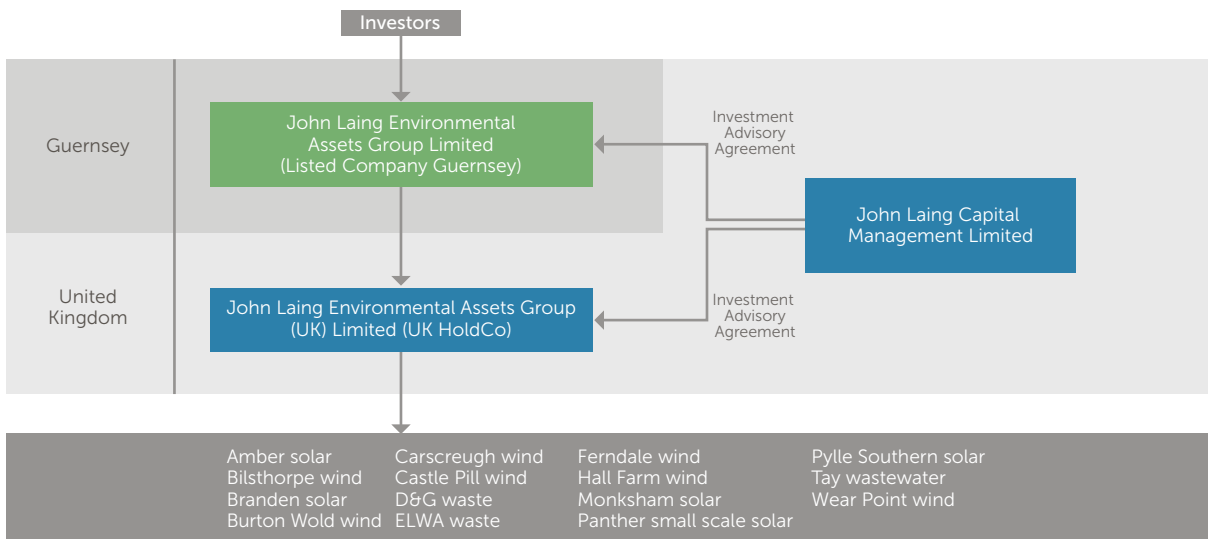 Investors
Guernsey
John Laing Environmental
Assets Group Limited
(Listed Company Guernsey)
Investment
Advisory
Agreement
John Laing Capital
Management Limited
United
Kingdom
John Laing Environmental Assets Group
(UK) Limited (UK HoldCo)
Investment
Advisory
Agreement
Amber solar
Bilsthorpe wind
Branden solar
Burton Wold wind
Carscreugh wind
Castle Pill wind
D&G waste
ELWA waste
Ferndale wind
Hall Farm wind
Monksham solar
Panther small scale solar
Pylle Southern solar
Tay wastewater
Wear Point wind